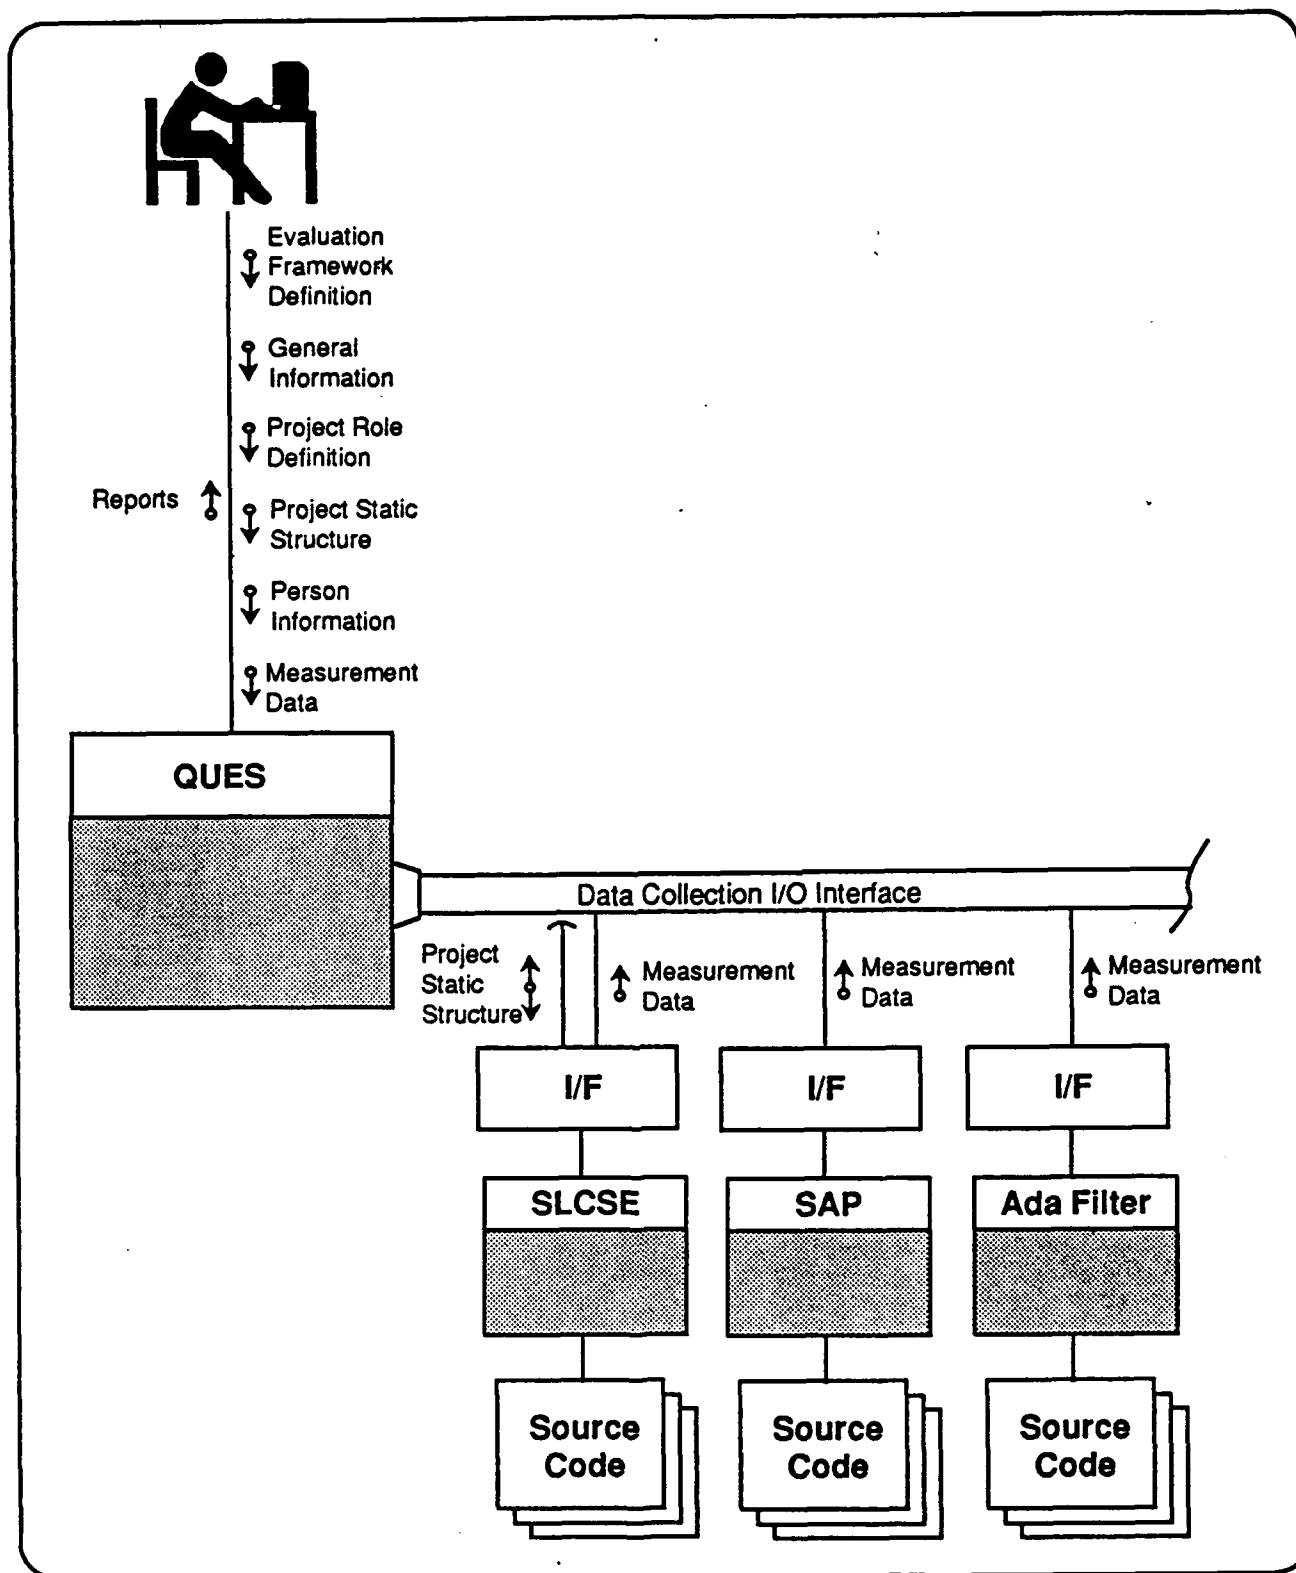 Evaluation
Framework
Definition
General
Information
Project Role
Definition
Reports
Project Static
Structure
Person
Information
Measurement
Data
QUES
Data Collection I/O Interface
Project
Static
Structure
Measurement
Data
Measurement
Data
Measurement
Data
I/F
I/F
I/F
SLCSE
SAP
Ada Filter
Source
Code
Source
Code
Source
Code